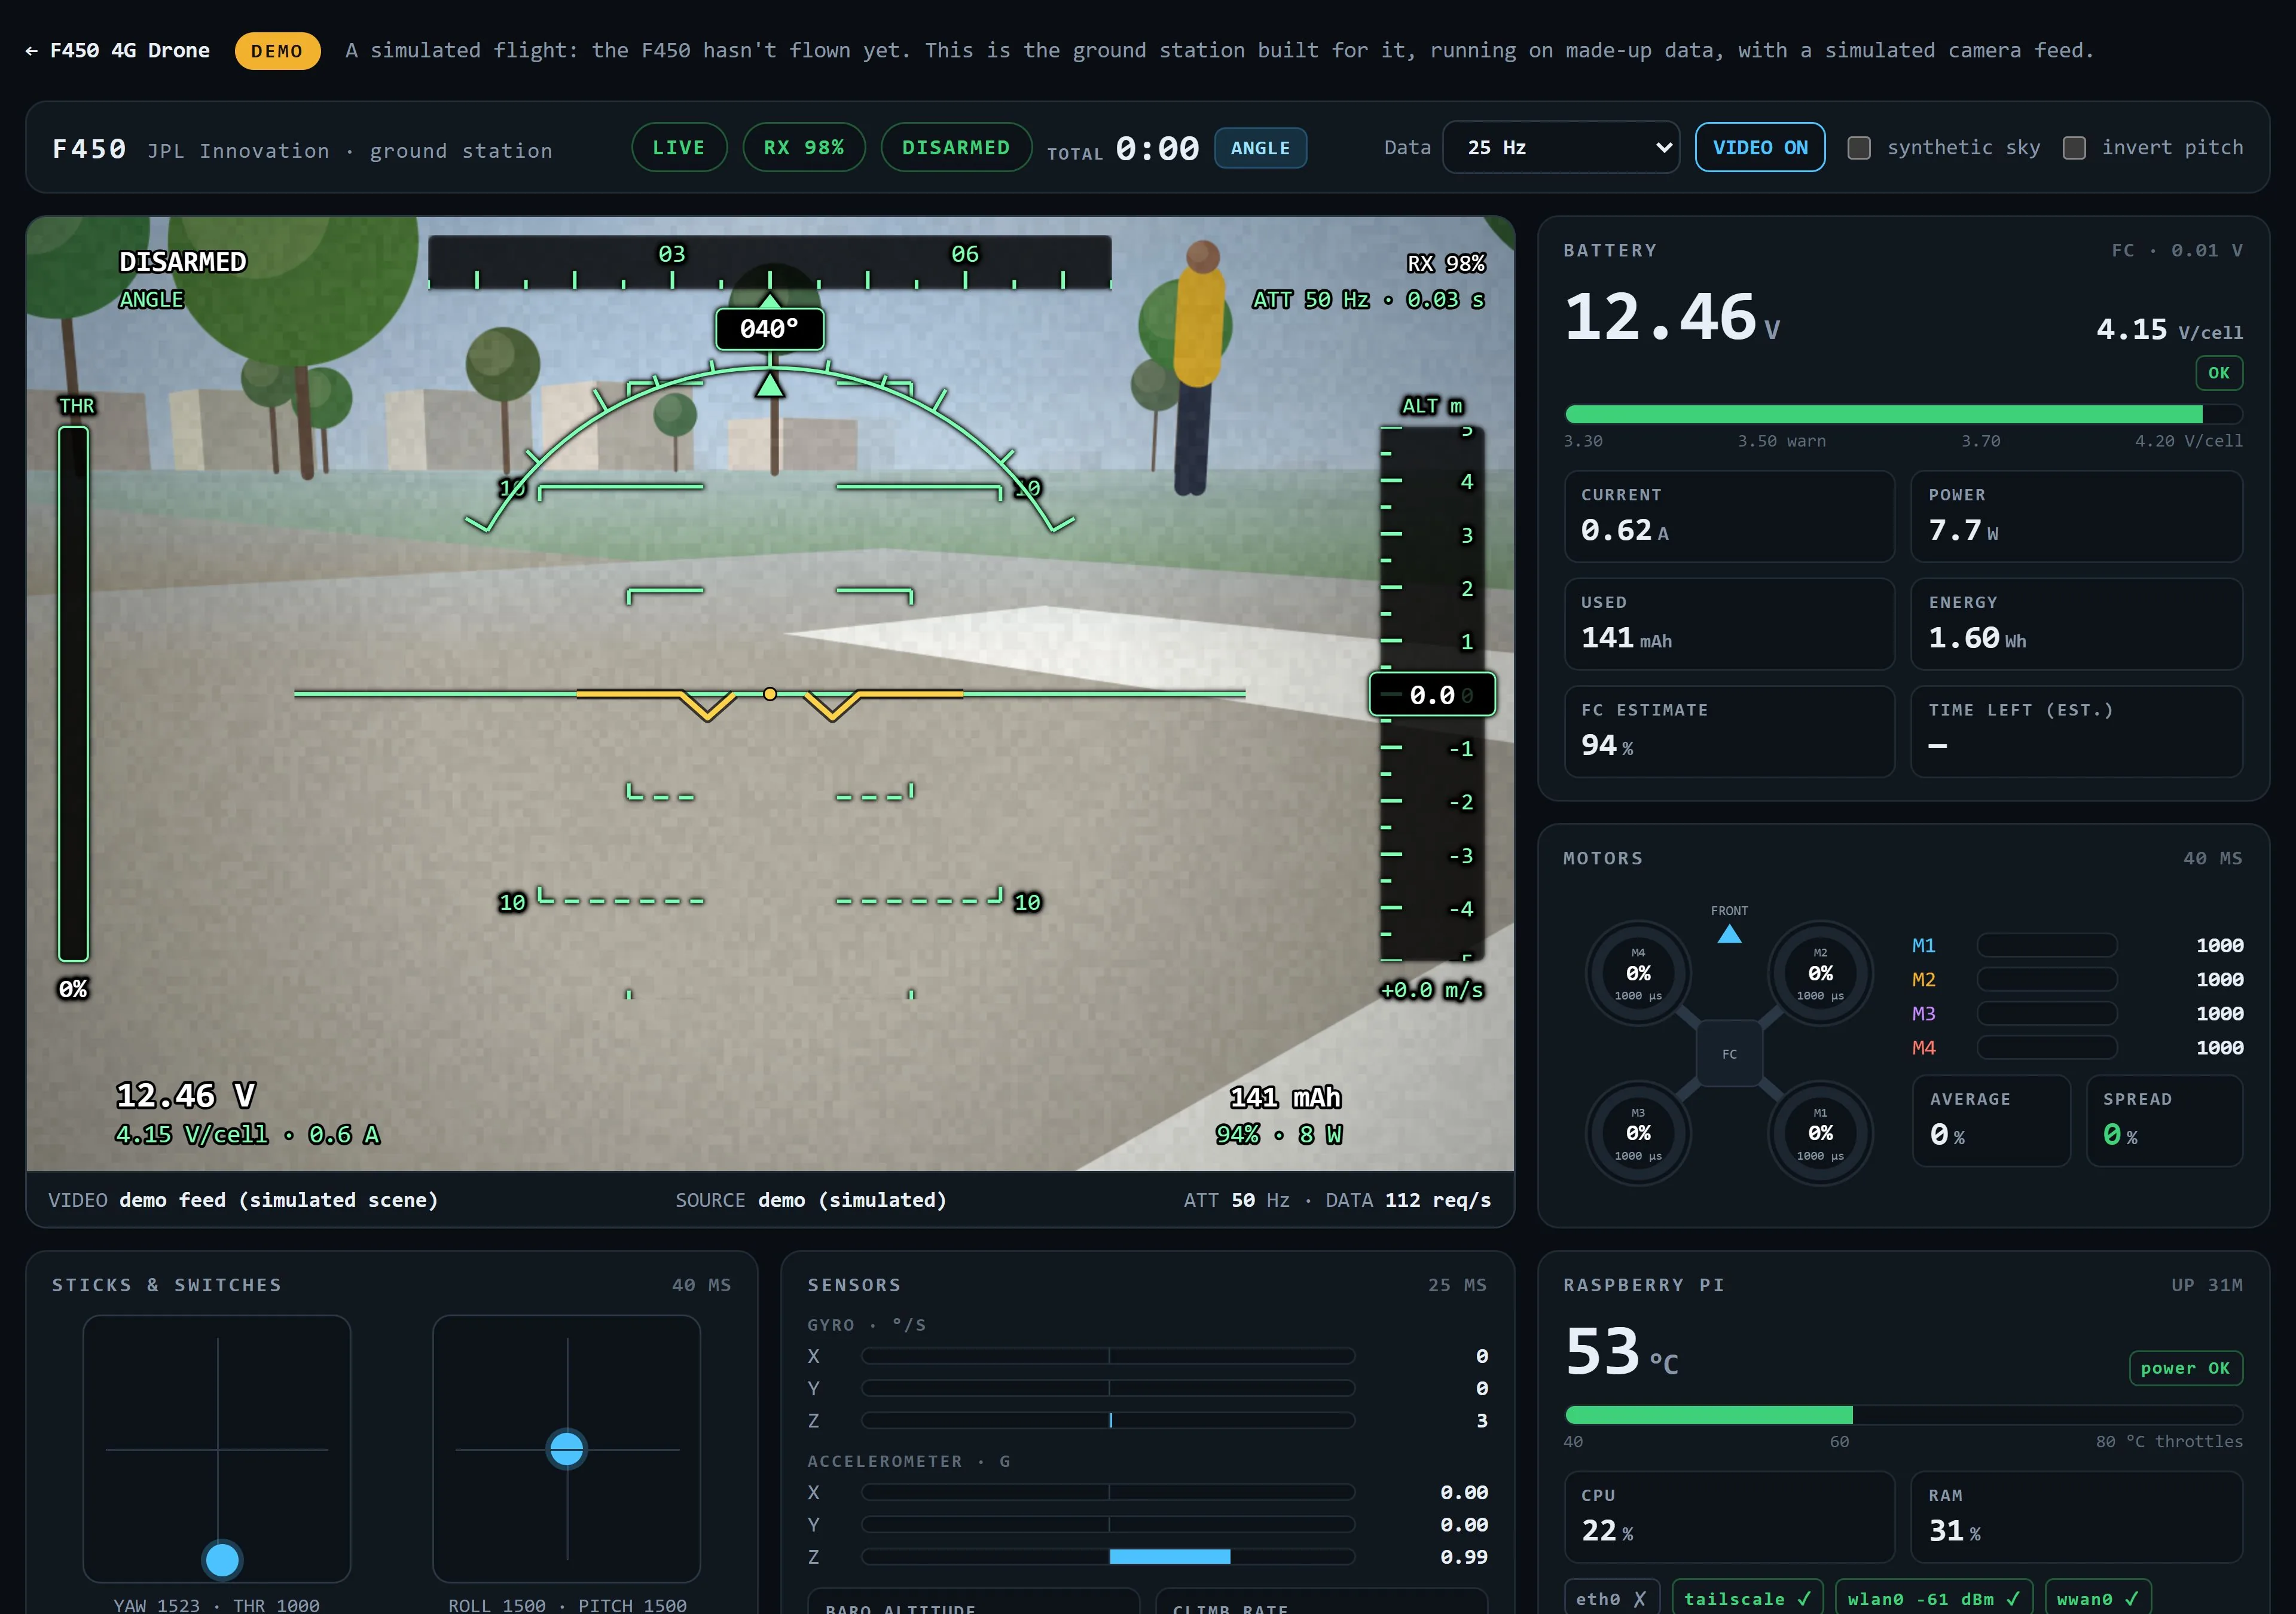 ← F450 4G Drone DEMO A simulated flight: the F450 hasn't flown yet. This is the ground station built for it, running on made-up data, with a simulated camera feed.
F450 JPL Innovation · ground station LIVE RX 98% DISARMED TOTAL 0:00 ANGLE Data 25 Hz VIDEO ON synthetic sky invert pitch
DISARMED
ANGLE
03 06
040°
RX 98%
ATT 50 Hz · 0.03 s
THR
0%
10 10
10 10
ALT m
5
4
3
2
1
0.0
-1
-2
-3
-4
-5
+0.0 m/s
12.46 V
4.15 V/cell · 0.6 A
141 mAh
94% · 8 W
VIDEO demo feed (simulated scene) SOURCE demo (simulated) ATT 50 Hz · DATA 112 req/s
BATTERY FC · 0.01 V
12.46 V 4.15 V/cell
OK
3.30 3.50 warn 3.70 4.20 V/cell
CURRENT
0.62 A
POWER
7.7 W
USED
141 mAh
ENERGY
1.60 Wh
FC ESTIMATE
94 %
TIME LEFT (EST.)
—
MOTORS 40 MS
FRONT
M4
0%
1000 µs
M2
0%
1000 µs
FC
M3
0%
1000 µs
M1
0%
1000 µs
M1 1000
M2 1000
M3 1000
M4 1000
AVERAGE
0 %
SPREAD
0 %
STICKS & SWITCHES 40 MS
YAW 1523 · THR 1000 ROLL 1500 · PITCH 1500
SENSORS 25 MS
GYRO · °/S
X 0
Y 0
Z 3
ACCELEROMETER · G
X 0.00
Y 0.00
Z 0.99
BARO ALTITUDE CLIMB RATE
RASPBERRY PI UP 31M
53 °C power OK
40 60 80 °C throttles
CPU
22 %
RAM
31 %
eth0 ✗ tailscale ✓ wlan0 -61 dBm ✓ wwan0 ✓